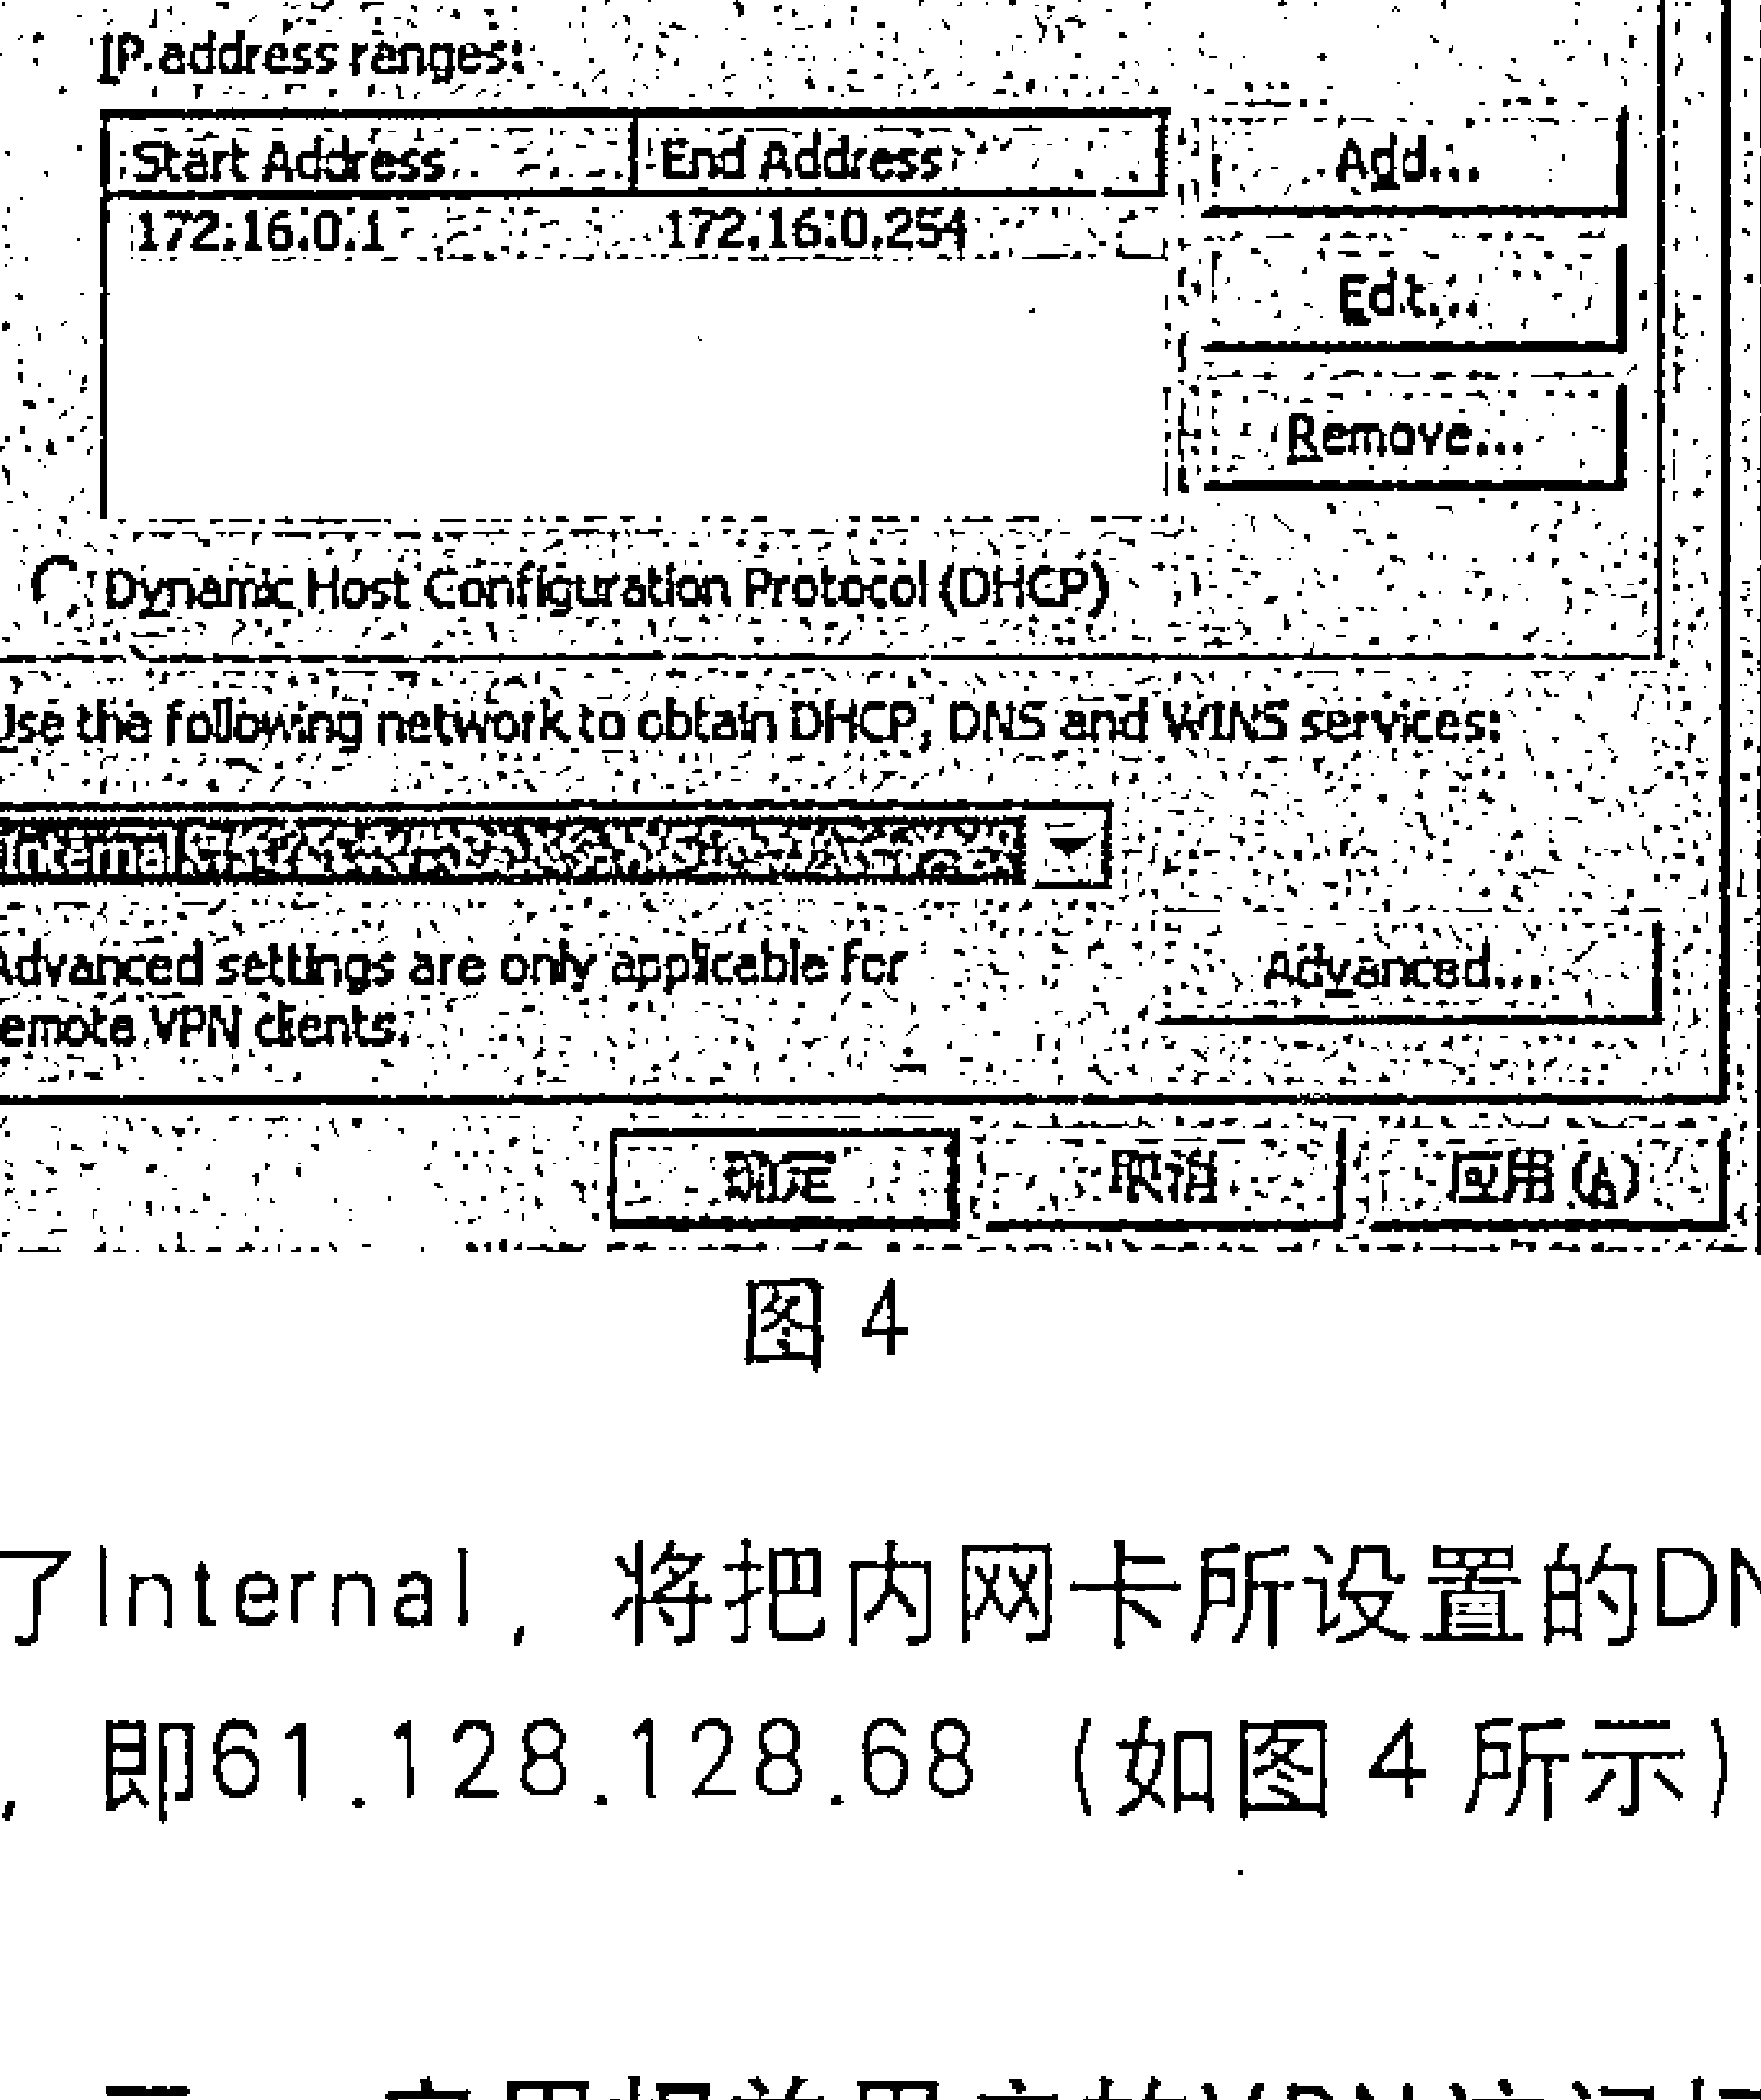 IP address ranges:
Start Address End Address Add...
172.16.0.1 172.16.0.254
Edit...
Remove...
Dynamic Host Configuration Protocol (DHCP)
Use the following network to obtain DHCP, DNS and WINS services:
Internal
Advanced settings are only applicable for
Advanced...
emote VPN clients.
确定 取消 应用(A)
图 4
了Internal，将把内网卡所设置的DN
，即61.128.128.68（如图 4 所示）